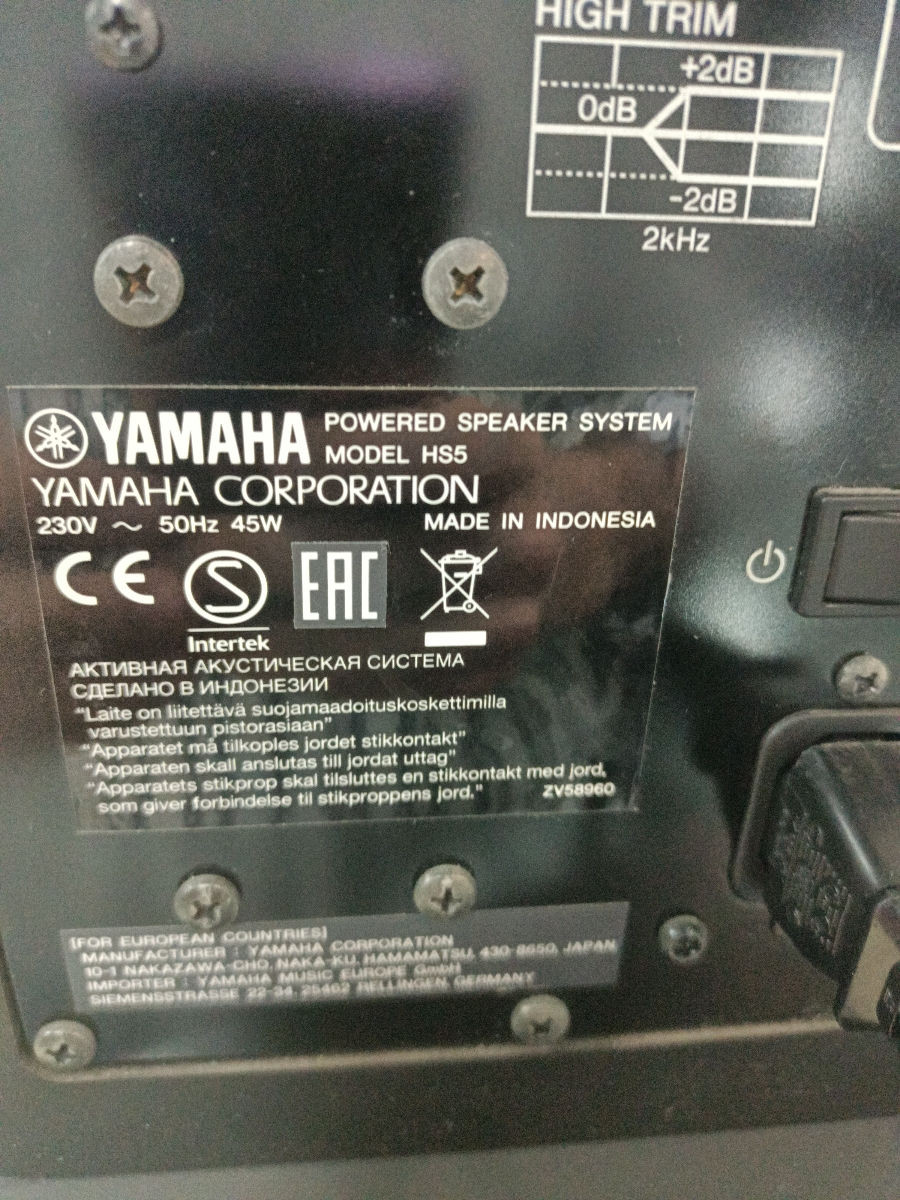 HIGH TRIM
+2dB
0dB
-2dB
2kHz
YAMAHA POWERED SPEAKER SYSTEM
MODEL HS5
YAMAHA CORPORATION
230V ~ 50Hz 45W MADE IN INDONESIA
CE S EAC
Intertek
АКТИВНАЯ АКУСТИЧЕСКАЯ СИСТЕМА
СДЕЛАНО В ИНДОНЕЗИИ
"Laite on liitettävä suojamaadoituskoskettimilla
varustettuun pistorasiaan"
"Apparatet må tilkoples jordet stikkontakt"
"Apparaten skall anslutas till jordat uttag"
"Apparatets stikprop skal tilsluttes en stikkontakt med jord,
som giver forbindelse til stikproppens jord." ZV58960
[FOR EUROPEAN COUNTRIES]
MANUFACTURER : YAMAHA CORPORATION
10-1 NAKAZAWA-CHO, NAKA-KU, HAMAMATSU, 430-8650, JAPAN
IMPORTER : YAMAHA MUSIC EUROPE GmbH
SIEMENSSTRASSE 22-34, 25462 RELLINGEN, GERMANY